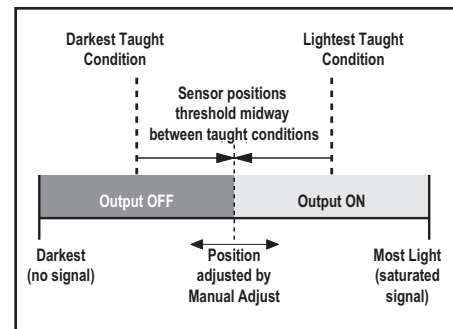 Darkest Taught
Condition
Lightest Taught
Condition
Sensor positions
threshold midway
between taught conditions
Output OFF
Output ON
Darkest
(no signal)
Position
adjusted by
Manual Adjust
Most Light
(saturated
signal)